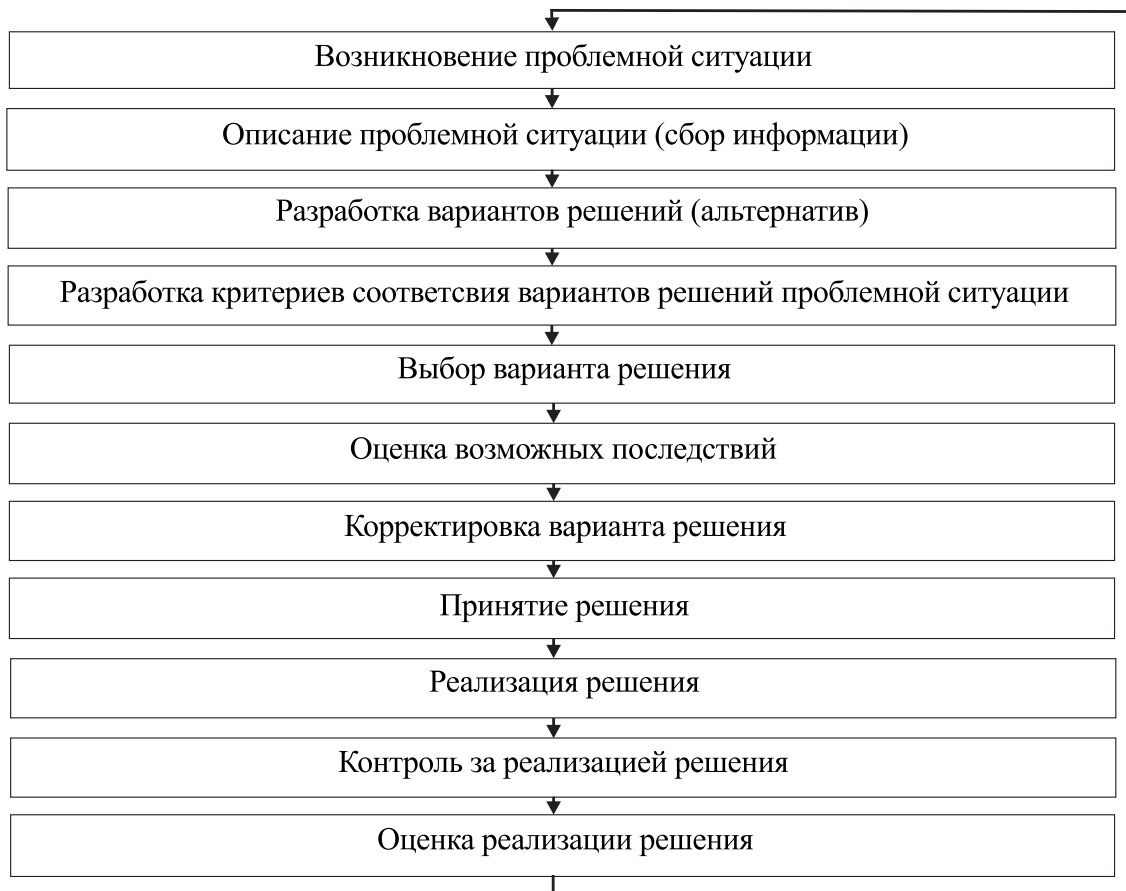 Возникновение проблемной ситуации
Описание проблемной ситуации (сбор информации)
Разработка вариантов решений (альтернатив)
Разработка критериев соответсвия вариантов решений проблемной ситуации
Выбор варианта решения
Оценка возможных последствий
Корректировка варианта решения
Принятие решения
Реализация решения
Контроль за реализацией решения
Оценка реализации решения